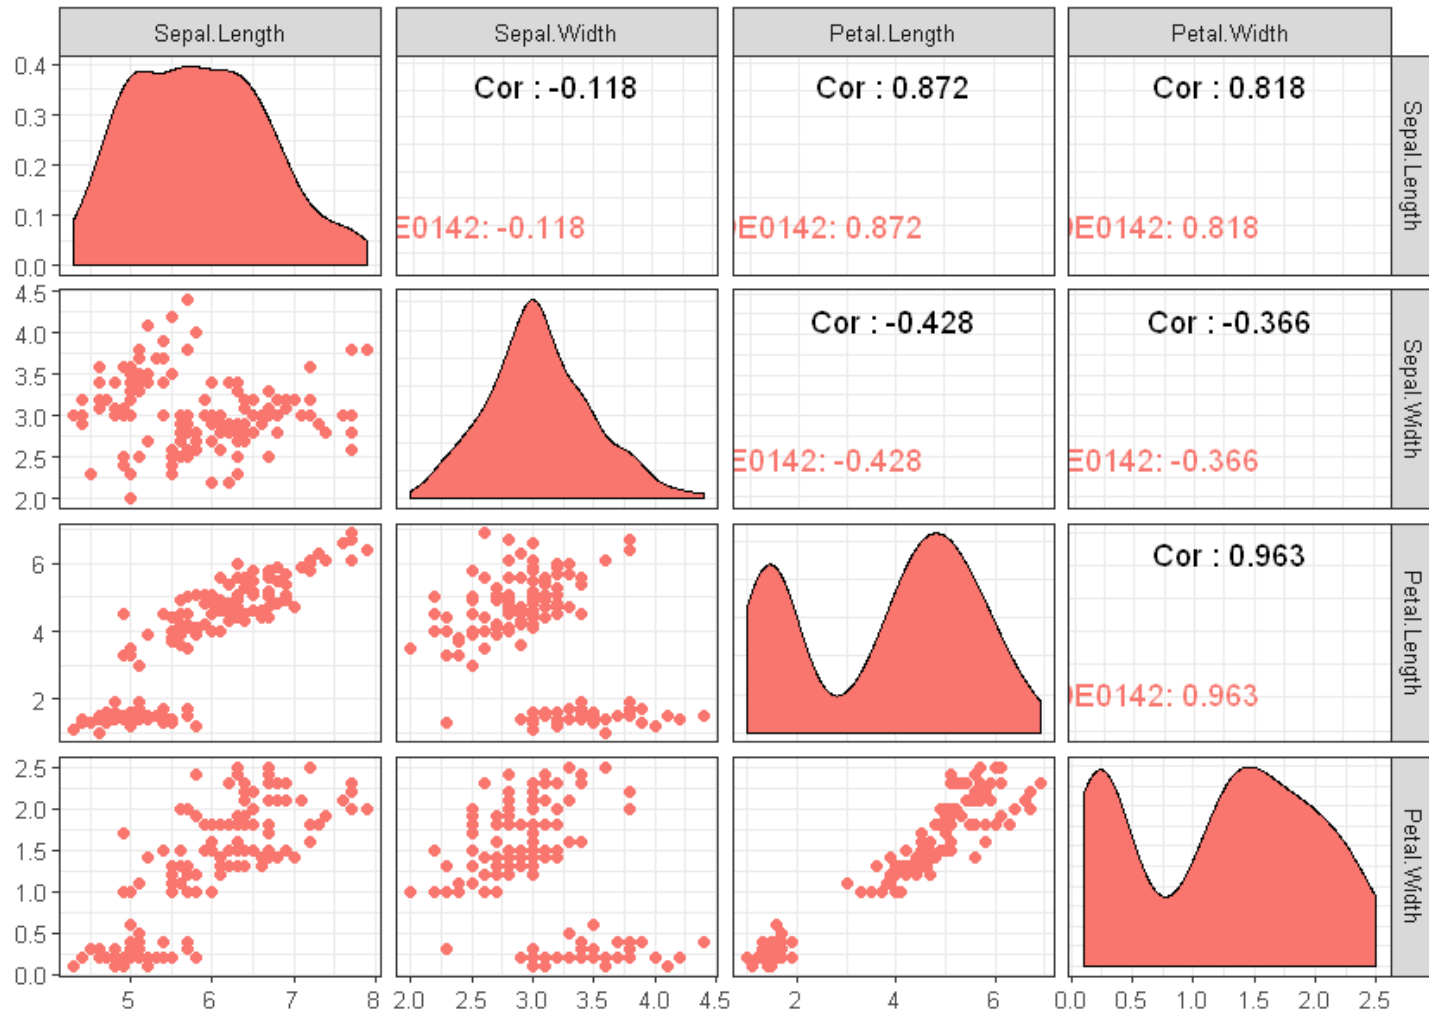 Sepal.Length Sepal.Width Petal.Length Petal.Width
0.4
0.3
0.2
0.1
0.0
Cor : -0.118
E0142: -0.118
Cor : 0.872
E0142: 0.872
Cor : 0.818
E0142: 0.818
Sepal.Length
4.5
4.0
3.5
3.0
2.5
2.0
Cor : -0.428
E0142: -0.428
Cor : -0.366
E0142: -0.366
Sepal.Width
6
4
2
Cor : 0.963
E0142: 0.963
Petal.Length
2.5
2.0
1.5
1.0
0.5
0.0
Petal.Width
5 6 7 8 2.0 2.5 3.0 3.5 4.0 4.5 2 4 6 0.0 0.5 1.0 1.5 2.0 2.5